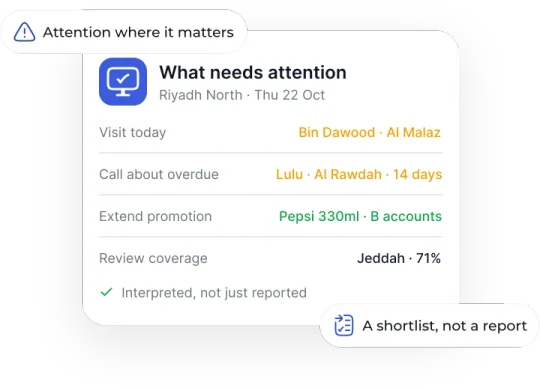 Attention where it matters
What needs attention
Riyadh North · Thu 22 Oct
Visit today Bin Dawood · Al Malaz
Call about overdue Lulu · Al Rawdah · 14 days
Extend promotion Pepsi 330ml · B accounts
Review coverage Jeddah · 71%
Interpreted, not just reported
A shortlist, not a report